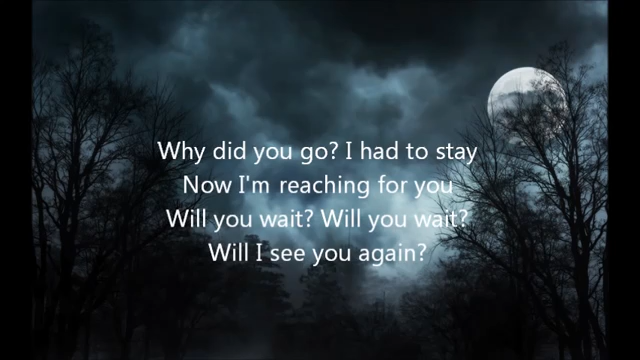 Why did you go? I had to stay
Now I'm reaching for you
Will you wait? Will you wait?
Will I see you again?